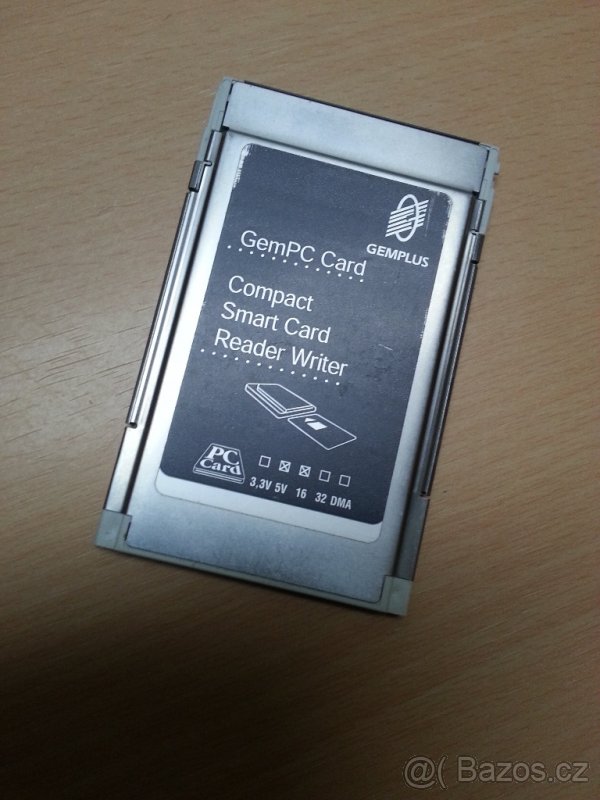 GEMPLUS
GemPC Card
Compact
Smart Card
Reader Writer
PC
Card
3,3V 5V 16 32 DMA
@( Bazos.cz